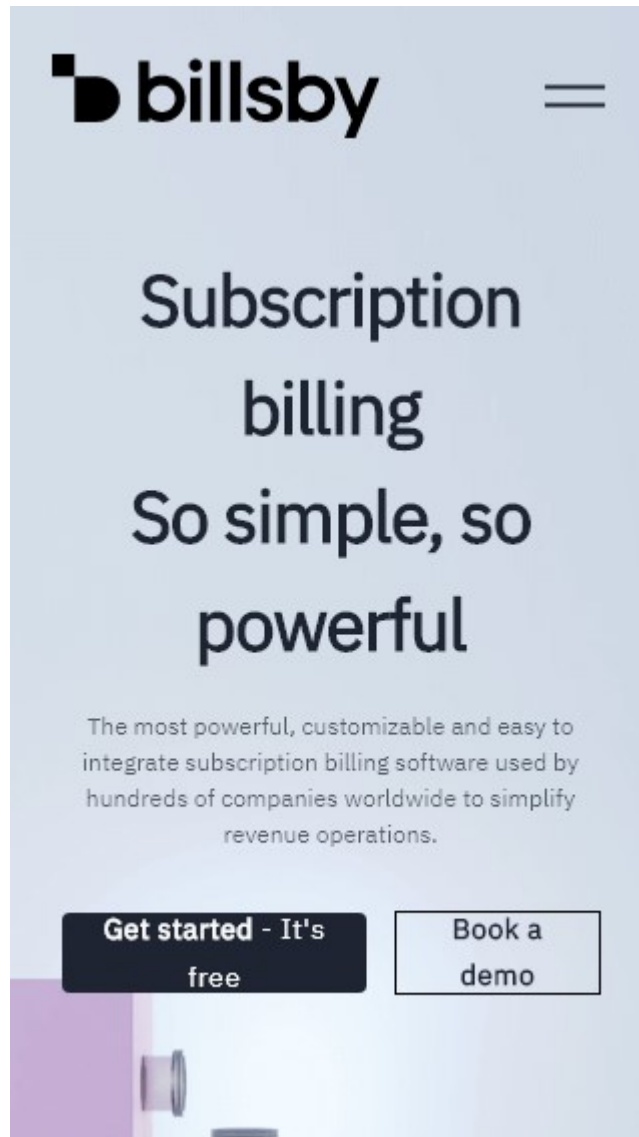 billsby
Subscription
billing
So simple, so
powerful
The most powerful, customizable and easy to
integrate subscription billing software used by
hundreds of companies worldwide to simplify
revenue operations.
Get started - It's
free
Book a
demo